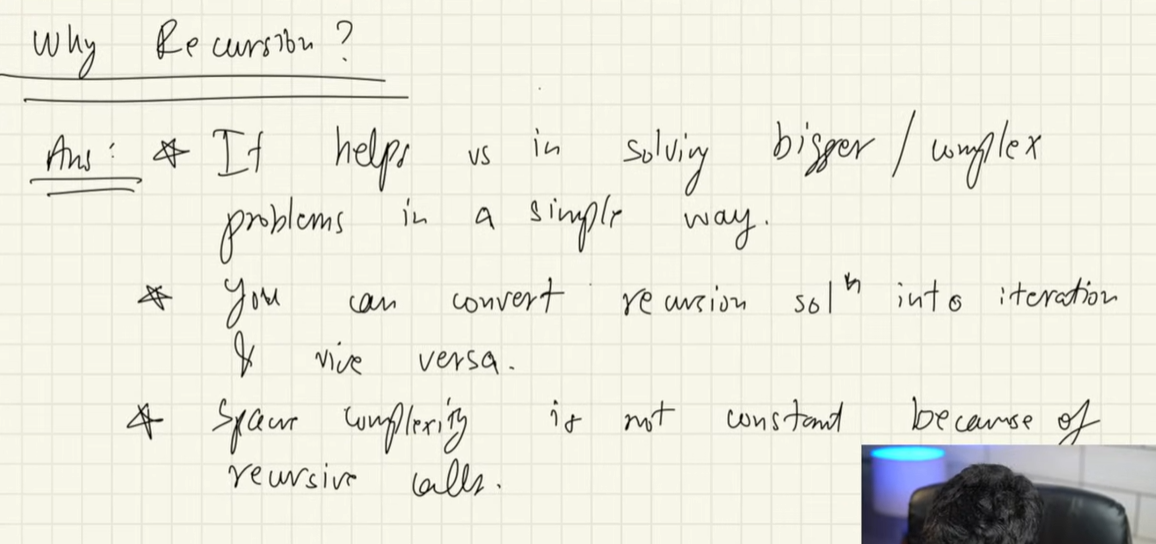 Why Recursion?
Ans: * It helps us in solving bigger / complex
problems in a simple way.
* You can convert recursion solⁿ into iteration
& vice versa.
* Space complexity is not constant because of
recursive calls.